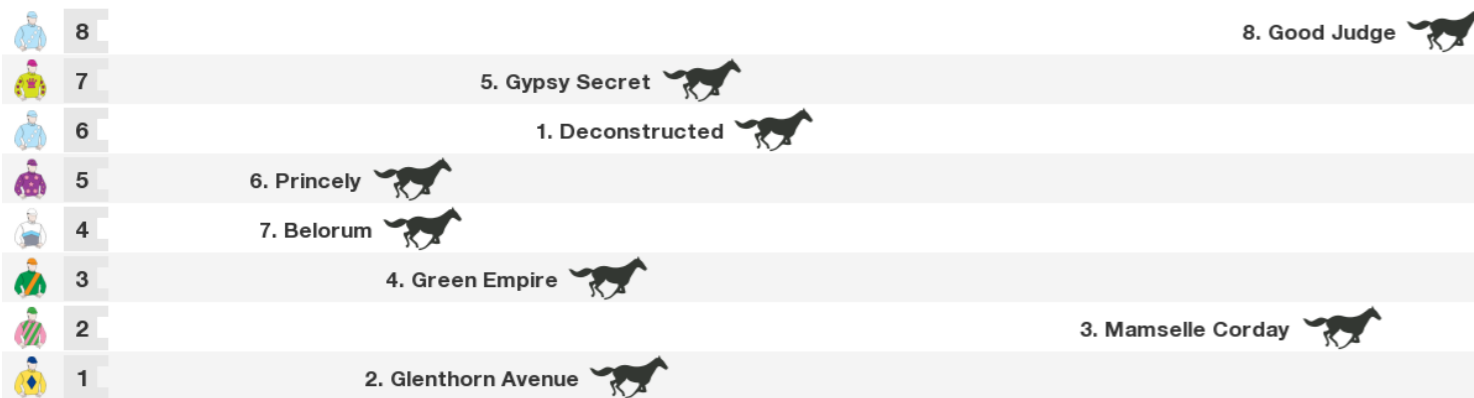 8 8. Good Judge
7 5. Gypsy Secret
6 1. Deconstructed
5 6. Princely
4 7. Belorum
3 4. Green Empire
2 3. Mamselle Corday
1 2. Glenthorn Avenue